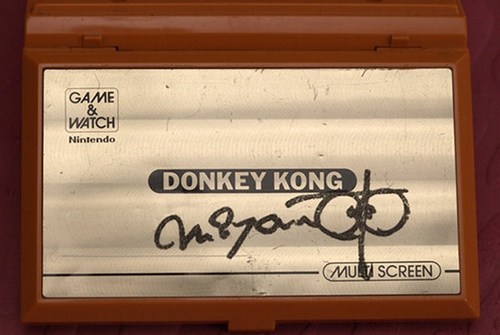 GAME
&
WATCH
Nintendo
DONKEY KONG
MULTI SCREEN